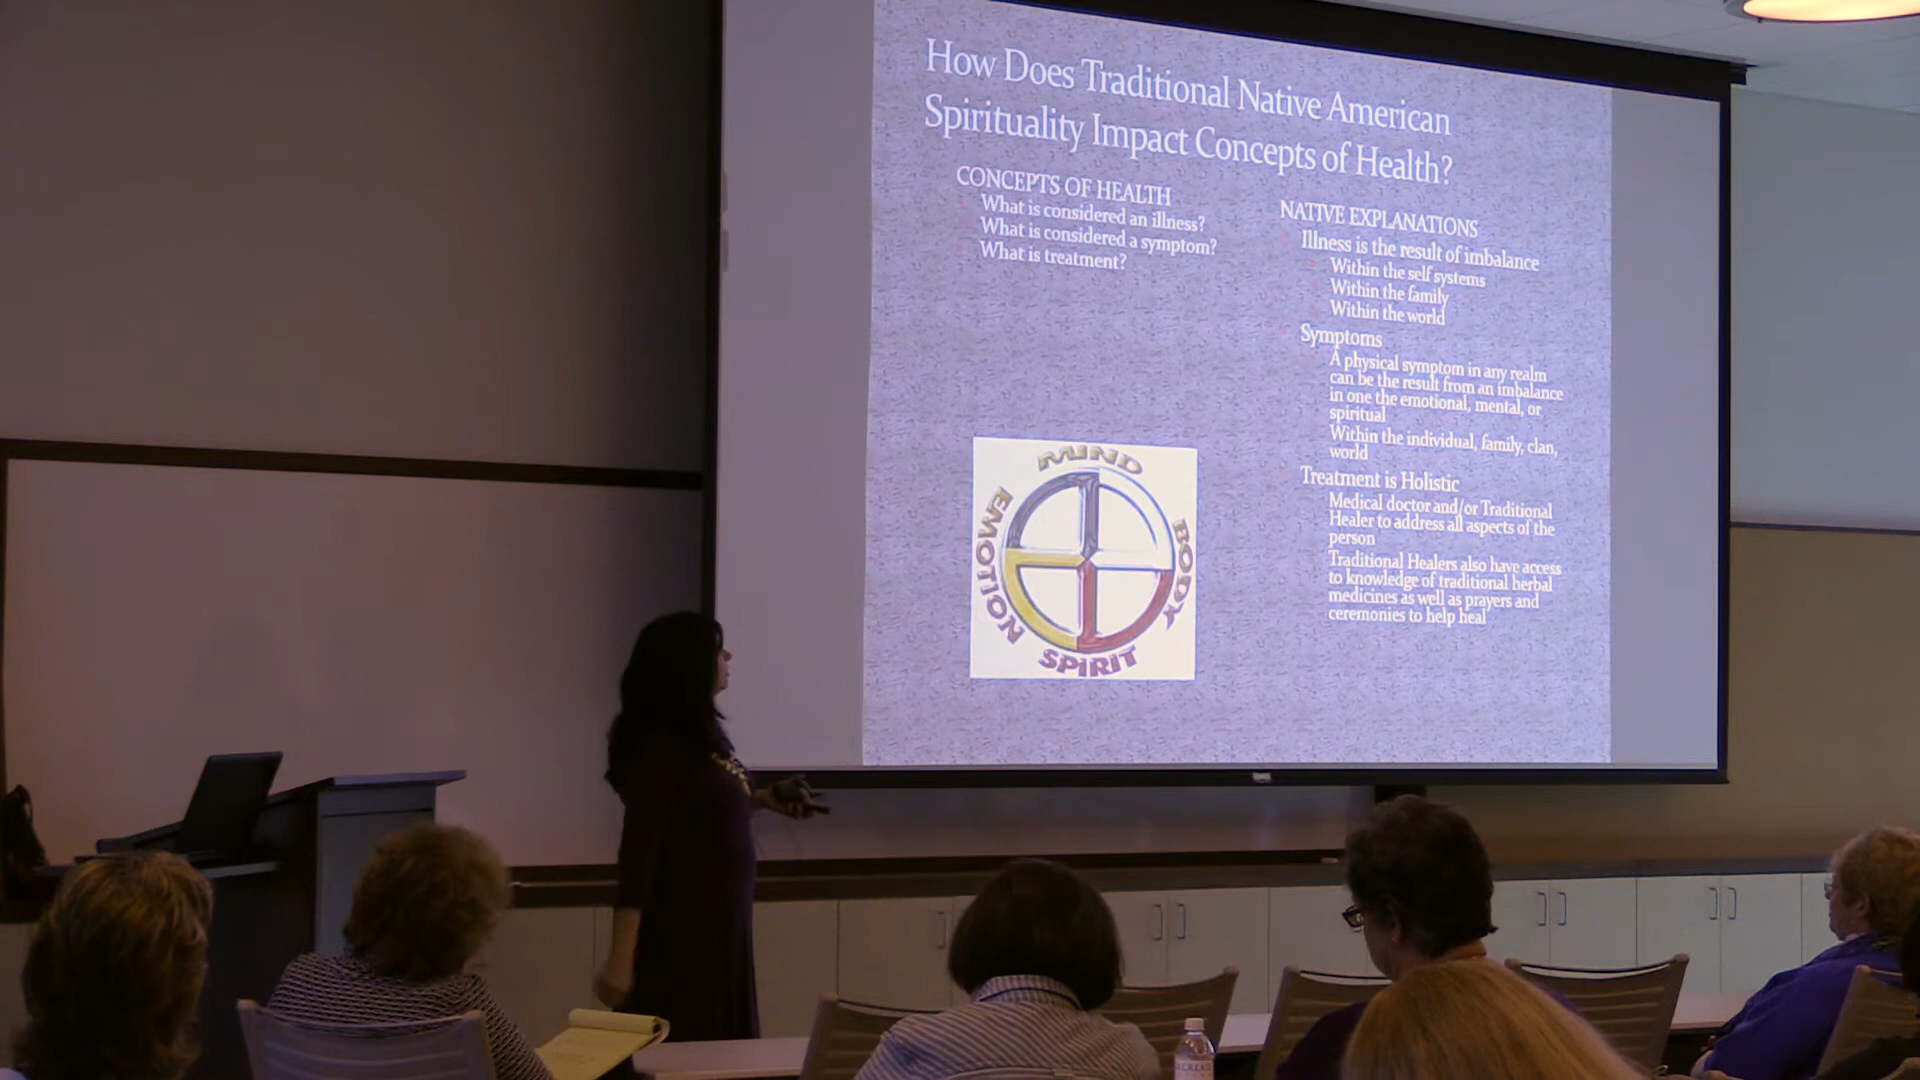 How Does Traditional Native American
Spirituality Impact Concepts of Health?
CONCEPTS OF HEALTH
What is considered an illness?
What is considered a symptom?
What is treatment?
NATIVE EXPLANATIONS
Illness is the result of imbalance
Within the self systems
Within the family
Within the world
Symptoms
A physical symptom in any realm
can be the result from an imbalance
in one the emotional, mental, or
spiritual
Within the individual, family, clan,
world
Treatment is Holistic
Medical doctor and/or Traditional
Healer to address all aspects of the
person
Traditional Healers also have access
to knowledge of traditional herbal
medicines as well as prayers and
ceremonies to help heal
MIND
EMOTION
BODY
SPIRIT